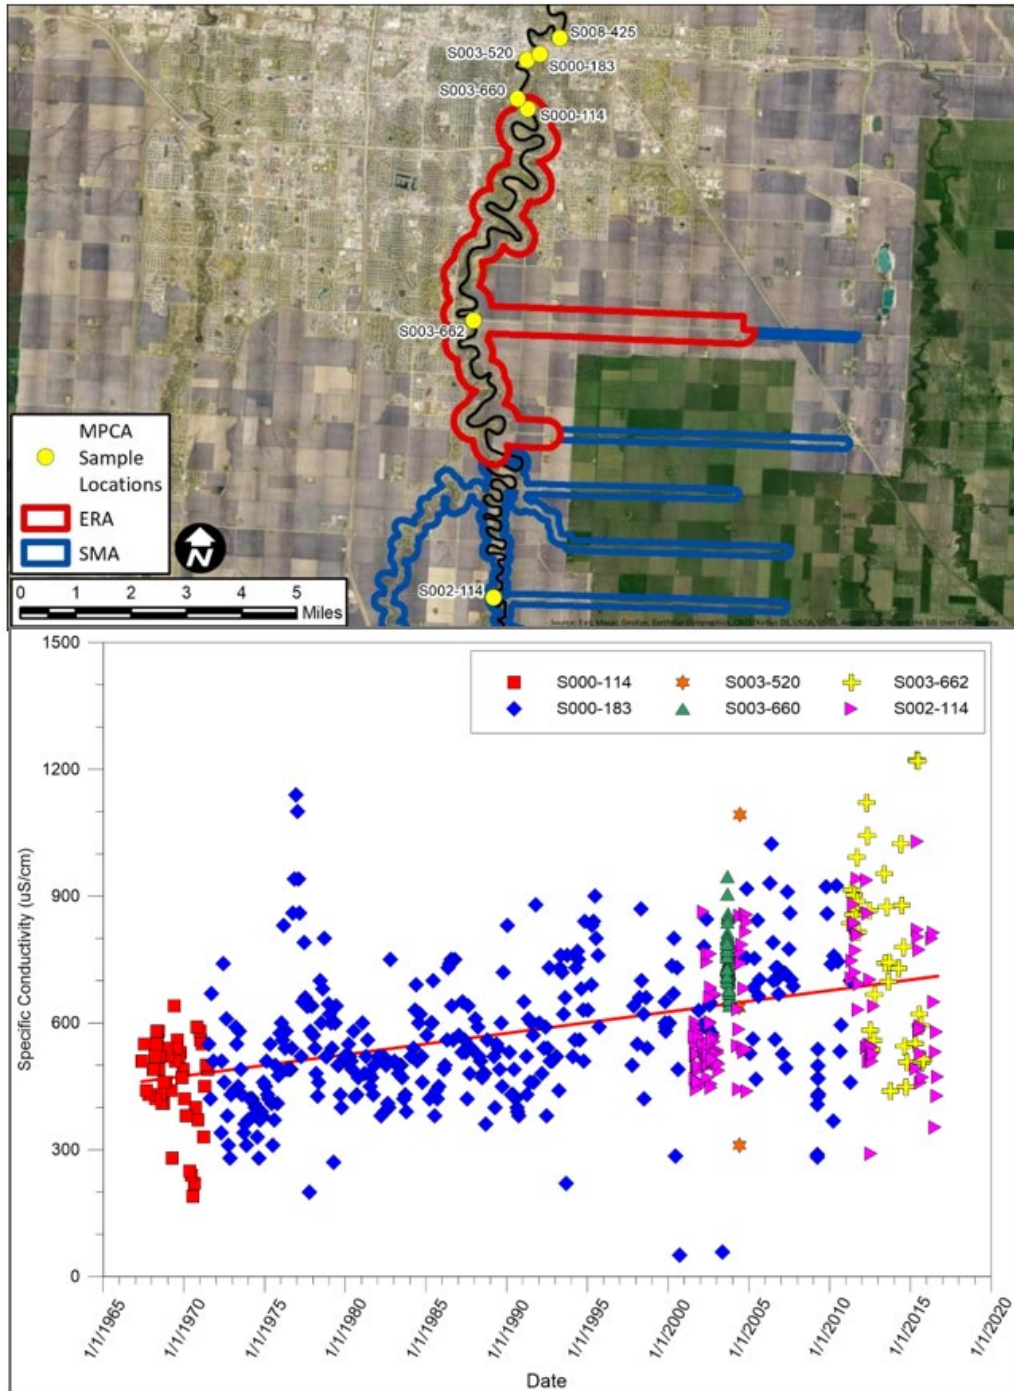 S008-425
S003-520
S000-183
S003-660
S000-114
S003-662
MPCA
Sample
Locations
ERA
SMA
N
S002-114
0 1 2 3 4 5
Miles
1500
S000-114 S003-520 S003-662
S000-183 S003-660 S002-114
1200
900
600
300
0
Specific Conductivity (uS/cm)
1/1/1965 1/1/1970 1/1/1975 1/1/1980 1/1/1985 1/1/1990 1/1/1995 1/1/2000 1/1/2005 1/1/2010 1/1/2015 1/1/2020
Date